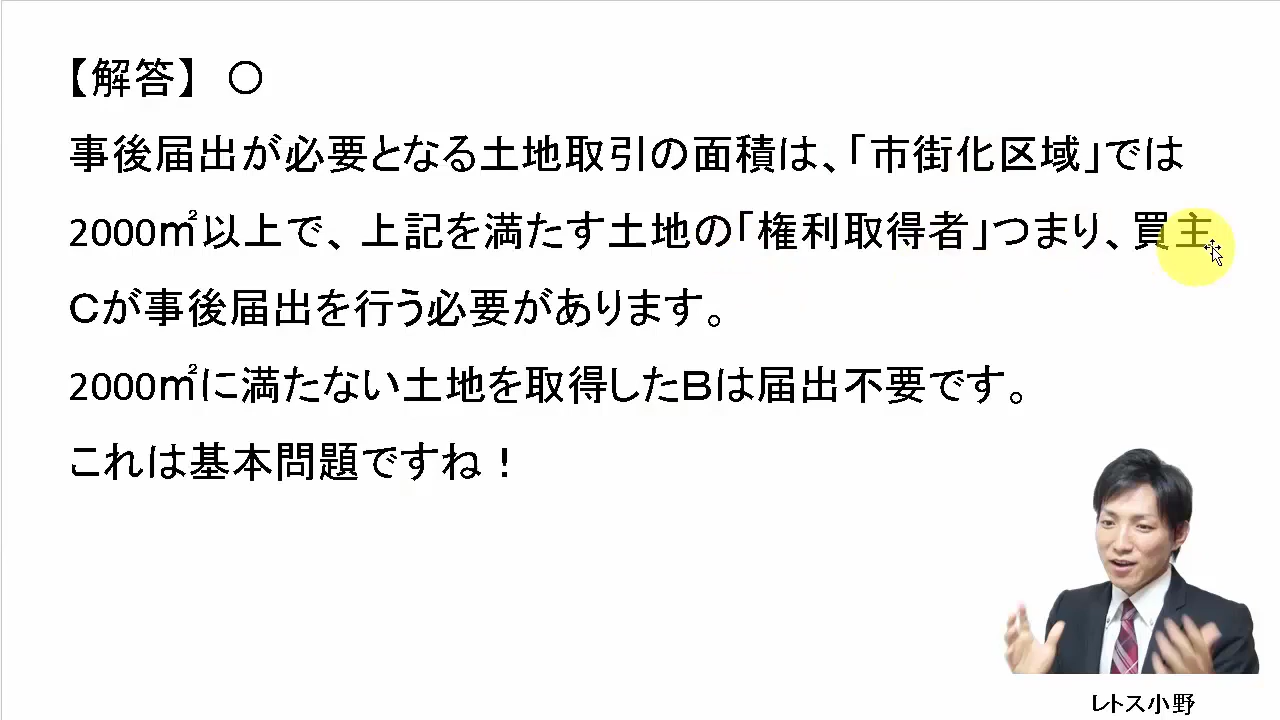 【解答】 ○
事後届出が必要となる土地取引の面積は、「市街化区域」では
2000㎡以上で、上記を満たす土地の「権利取得者」つまり、買主
Cが事後届出を行う必要があります。
2000㎡に満たない土地を取得したBは届出不要です。
これは基本問題ですね！
レトス小野